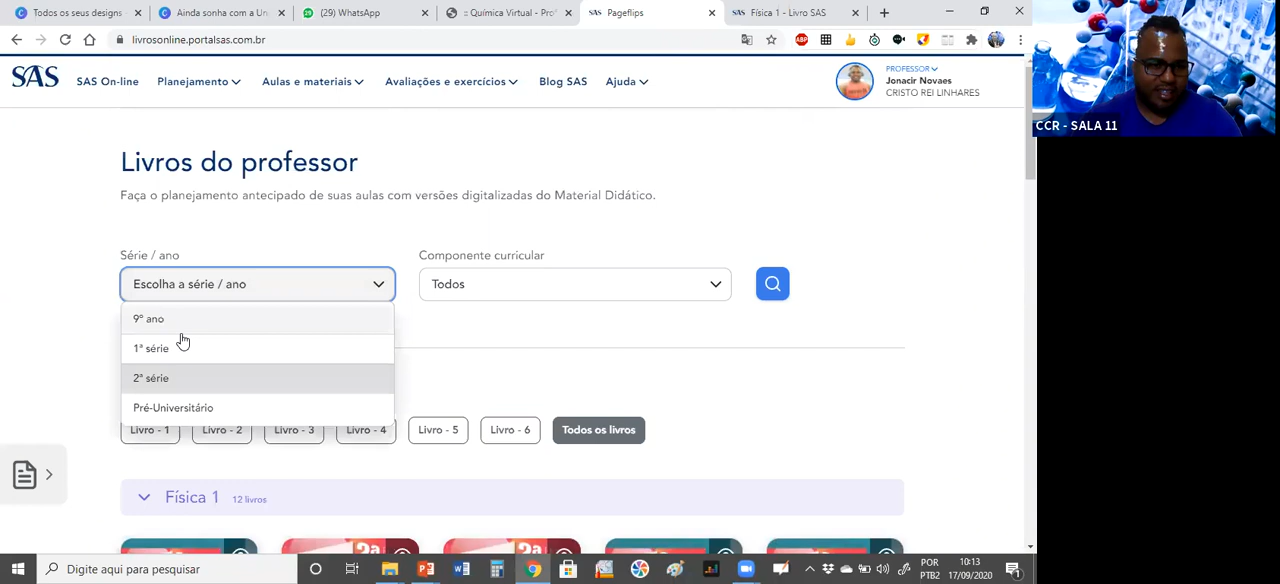 Todos os seus designs -
Ainda sonha com a Un
(29) WhatsApp
:: Química Virtual - Prof
Pageflips
Física 1 - Livro SAS
livrosonline.portalsas.com.br
ABP
SAS
SAS On-line
Planejamento
Aulas e materiais
Avaliações e exercícios
Blog SAS
Ajuda
PROFESSOR
Jonacir Novaes
CRISTO REI LINHARES
CCR - SALA 11
Livros do professor
Faça o planejamento antecipado de suas aulas com versões digitalizadas do Material Didático.
Série / ano
Componente curricular
Escolha a série / ano
Todos
9º ano
1ª série
2ª série
Pré-Universitário
Livro - 1
Livro - 2
Livro - 3
Livro - 4
Livro - 5
Livro - 6
Todos os livros
Física 1
12 livros
2a
2a
Digite aqui para pesquisar
POR
PTB2
10:13
17/09/2020